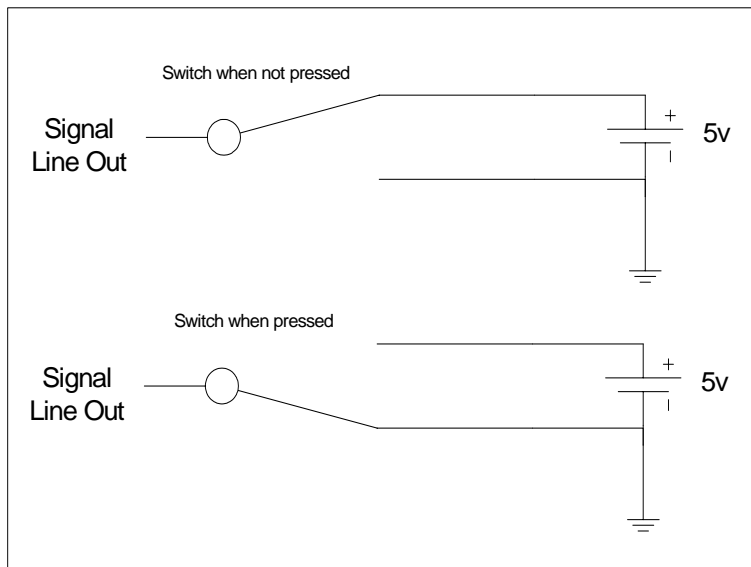 Switch when not pressed
Signal
Line Out
+
5v
Switch when pressed
Signal
Line Out
+
5v